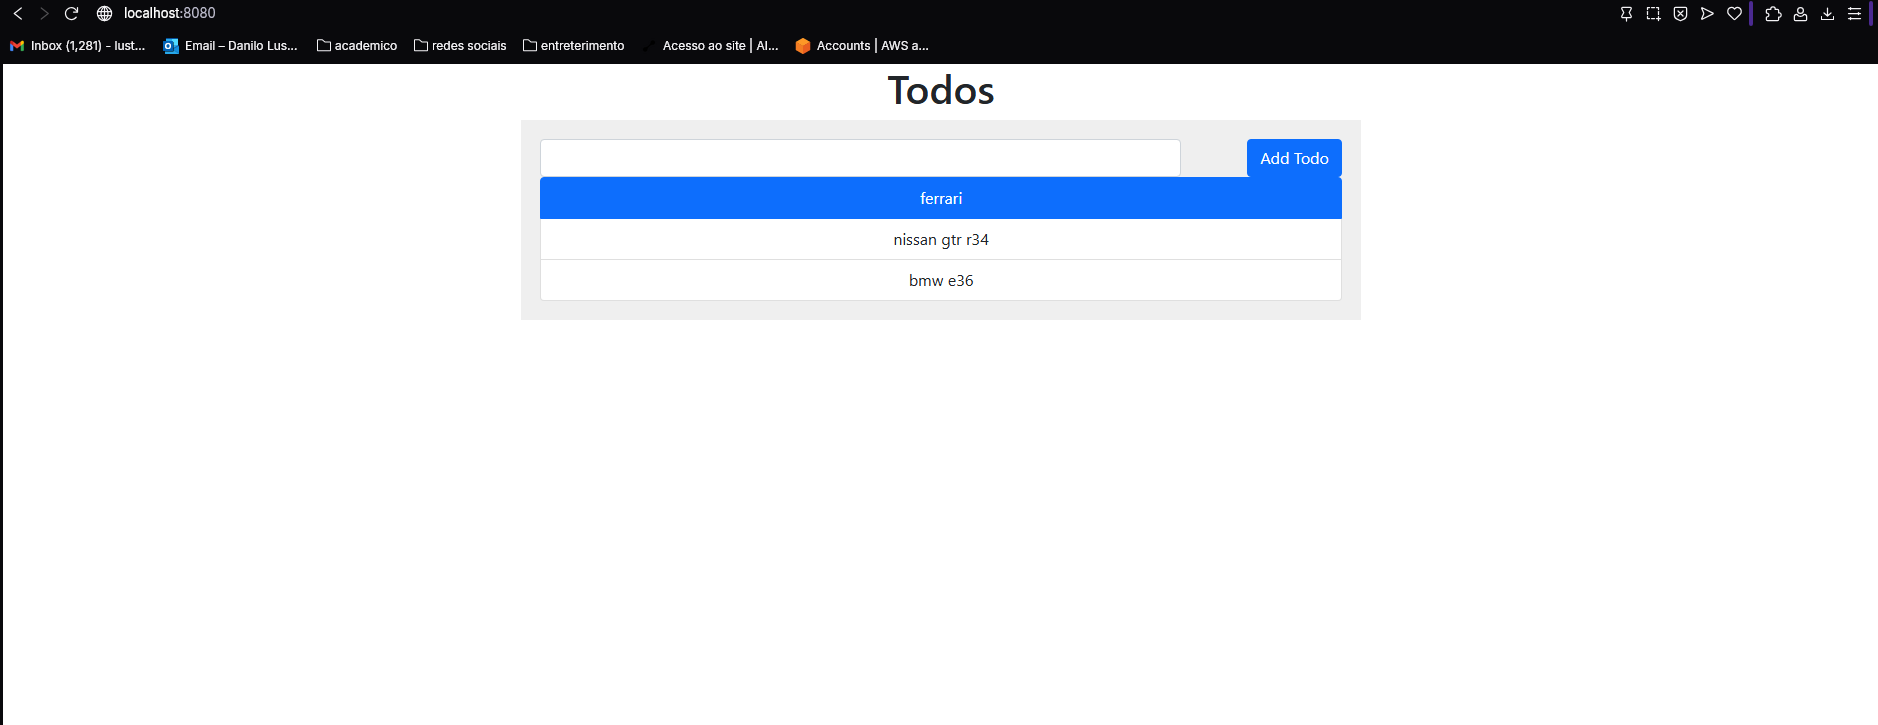 localhost:8080
Inbox (1,281) - lust... Email – Danilo Lus... academico redes sociais entreterimento Acesso ao site | Al... Accounts | AWS a...
Todos
Add Todo
ferrari
nissan gtr r34
bmw e36